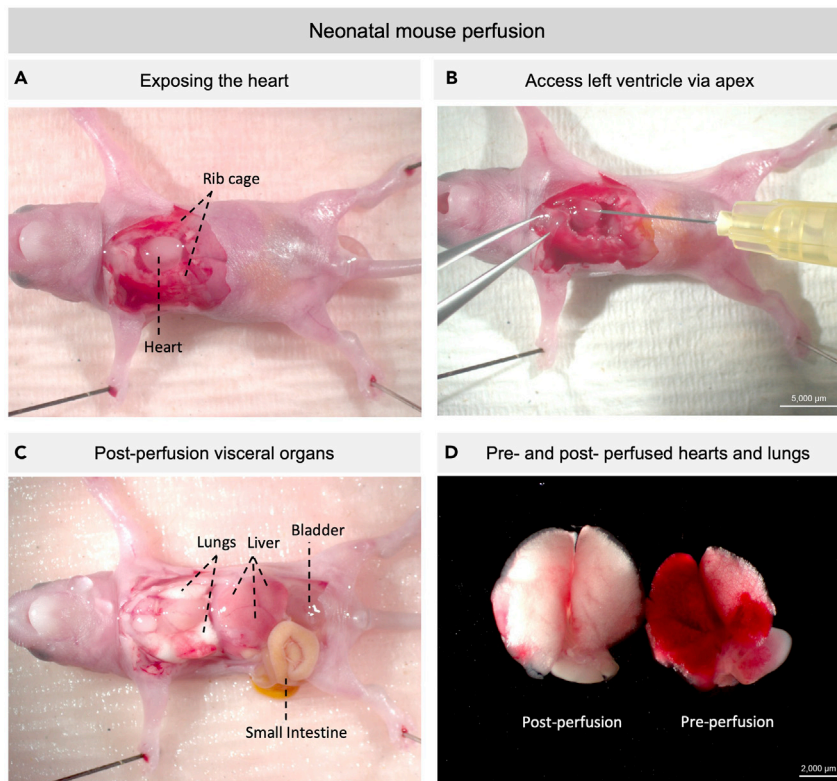 Neonatal mouse perfusion
A Exposing the heart
Rib cage
Heart
B Access left ventricle via apex
5,000 µm
C Post-perfusion visceral organs
Lungs
Liver
Bladder
Small Intestine
D Pre- and post- perfused hearts and lungs
Post-perfusion
Pre-perfusion
2,000 µm